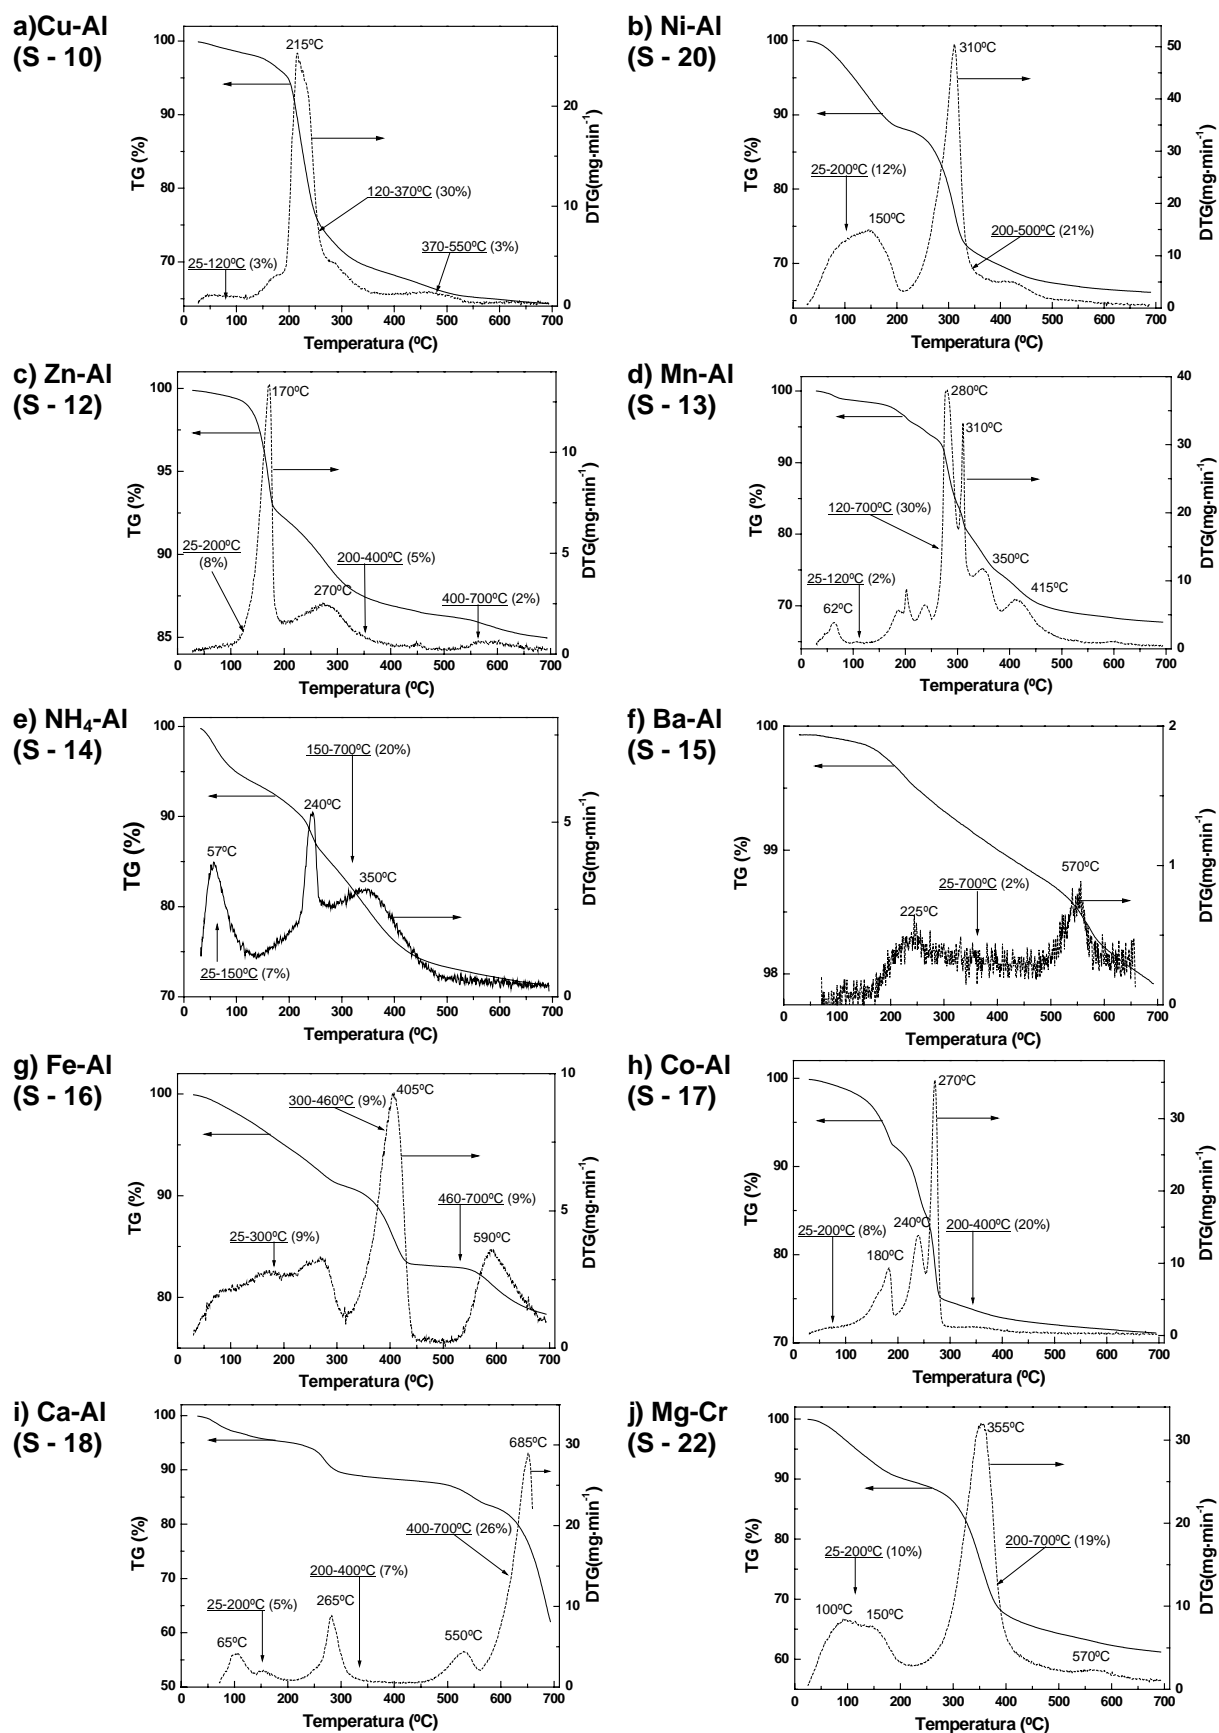 a)Cu-Al
(S - 10)
100
90
80
70
TG (%)
215ºC
120-370ºC (30%)
370-550ºC (3%)
25-120ºC (3%)
20
10
0
DTG(mg·min⁻¹)
0 100 200 300 400 500 600 700
Temperatura (ºC)
b) Ni-Al
(S - 20)
100
90
80
70
TG (%)
310ºC
25-200ºC (12%)
150ºC
200-500ºC (21%)
50
40
30
20
10
0
DTG(mg·min⁻¹)
0 100 200 300 400 500 600 700
Temperatura (ºC)
c) Zn-Al
(S - 12)
100
95
90
85
TG (%)
170ºC
25-200ºC
(8%)
200-400ºC (5%)
270ºC
400-700ºC (2%)
10
5
0
DTG(mg·min⁻¹)
0 100 200 300 400 500 600 700
Temperatura (ºC)
d) Mn-Al
(S - 13)
100
90
80
70
TG (%)
280ºC
310ºC
120-700ºC (30%)
350ºC
25-120ºC (2%)
415ºC
62ºC
40
30
20
10
0
DTG(mg·min⁻¹)
0 100 200 300 400 500 600 700
Temperatura (ºC)
e) NH₄-Al
(S - 14)
100
90
80
70
TG (%)
150-700ºC (20%)
240ºC
57ºC
350ºC
25-150ºC (7%)
5
0
DTG(mg·min⁻¹)
0 100 200 300 400 500 600 700
Temperatura (ºC)
f) Ba-Al
(S - 15)
100
99
98
TG (%)
570ºC
25-700ºC (2%)
225ºC
2
1
0
DTG(mg·min⁻¹)
0 100 200 300 400 500 600 700
Temperatura (ºC)
g) Fe-Al
(S - 16)
100
90
80
TG (%)
405ºC
300-460ºC (9%)
460-700ºC (9%)
25-300ºC (9%)
590ºC
10
5
0
DTG(mg·min⁻¹)
0 100 200 300 400 500 600 700
Temperatura (ºC)
h) Co-Al
(S - 17)
100
90
80
70
TG (%)
270ºC
240ºC
200-400ºC (20%)
25-200ºC (8%)
180ºC
30
20
10
0
DTG(mg·min⁻¹)
0 100 200 300 400 500 600 700
Temperatura (ºC)
i) Ca-Al
(S - 18)
100
90
80
70
60
50
TG (%)
685ºC
400-700ºC (26%)
200-400ºC (7%)
25-200ºC (5%)
265ºC
65ºC
550ºC
30
20
10
0
DTG(mg·min⁻¹)
0 100 200 300 400 500 600 700
Temperatura (ºC)
j) Mg-Cr
(S - 22)
100
90
80
70
60
TG (%)
355ºC
200-700ºC (19%)
25-200ºC (10%)
100ºC
150ºC
570ºC
30
20
10
0
DTG(mg·min⁻¹)
0 100 200 300 400 500 600 700
Temperatura (ºC)